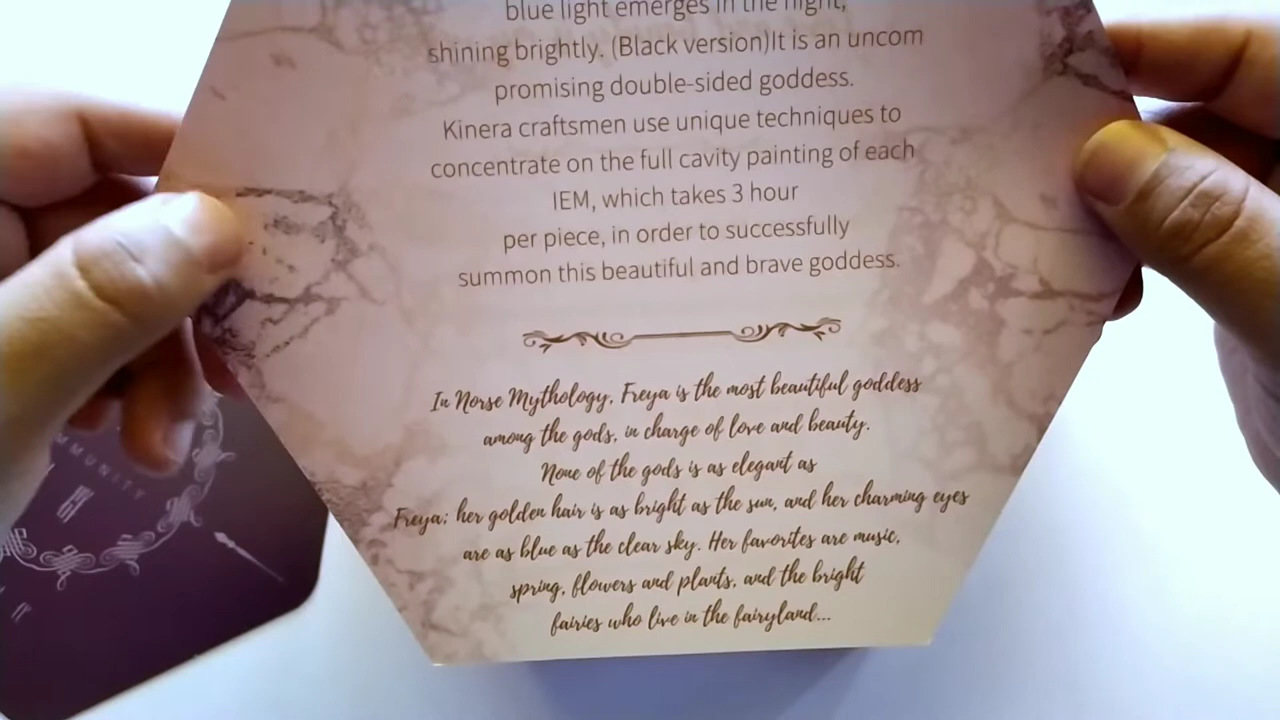 blue light emerges in the night,
shining brightly. (Black version)It is an uncom
promising double-sided goddess.
Kinera craftsmen use unique techniques to
concentrate on the full cavity painting of each
IEM, which takes 3 hour
per piece, in order to successfully
summon this beautiful and brave goddess.
In Norse Mythology, Freya is the most beautiful goddess
among the gods, in charge of love and beauty.
None of the gods is as elegant as
Freya; her golden hair is as bright as the sun, and her charming eyes
are as blue as the clear sky. Her favorites are music,
spring, flowers and plants, and the bright
fairies who live in the fairyland...
MMUNITY